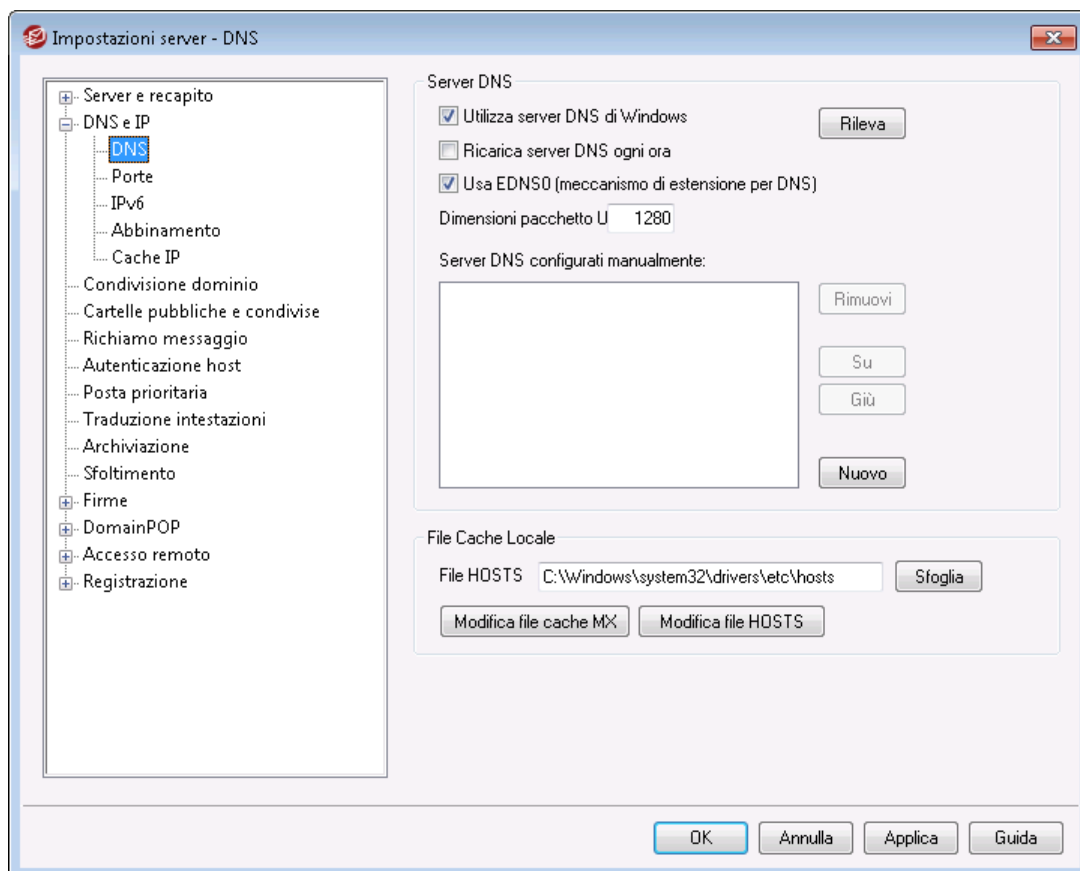 Impostazioni server - DNS
Server e recapito
DNS e IP
DNS
Porte
IPv6
Abbinamento
Cache IP
Condivisione dominio
Cartelle pubbliche e condivise
Richiamo messaggio
Autenticazione host
Posta prioritaria
Traduzione intestazioni
Archiviazione
Sfoltimento
Firme
DomainPOP
Accesso remoto
Registrazione
Server DNS
Utilizza server DNS di Windows
Rileva
Ricarica server DNS ogni ora
Usa EDNS0 (meccanismo di estensione per DNS)
Dimensioni pacchetto U 1280
Server DNS configurati manualmente:
Rimuovi
Su
Giù
Nuovo
File Cache Locale
File HOSTS C:\Windows\system32\drivers\etc\hosts Sfoglia
Modifica file cache MX Modifica file HOSTS
OK Annulla Applica Guida